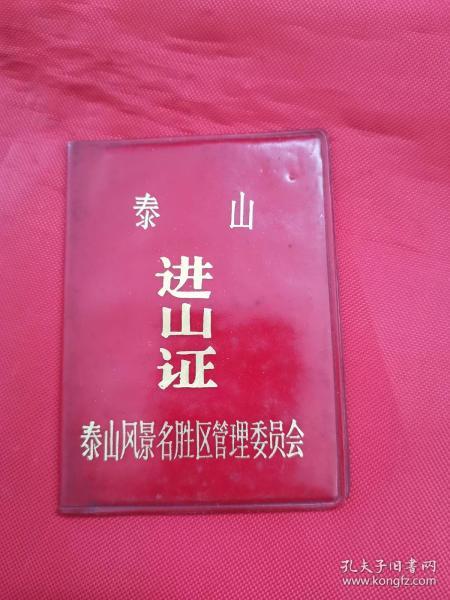 泰山
进
山
证
泰山风景名胜区管理委员会
孔夫子旧书网
www.kongfz.com